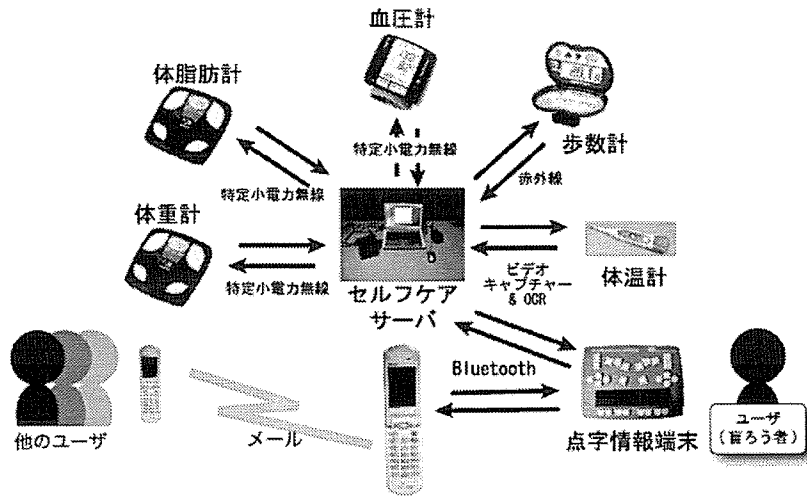 血圧計
体脂肪計
特定小電力無線
歩数計
特定小電力無線
赤外線
体重計
特定小電力無線
セルフケア
サーバ
ビデオ
キャプチャー
& OCR
体温計
Bluetooth
他のユーザ
メール
点字情報端末
ユーザ
(盲ろう者)